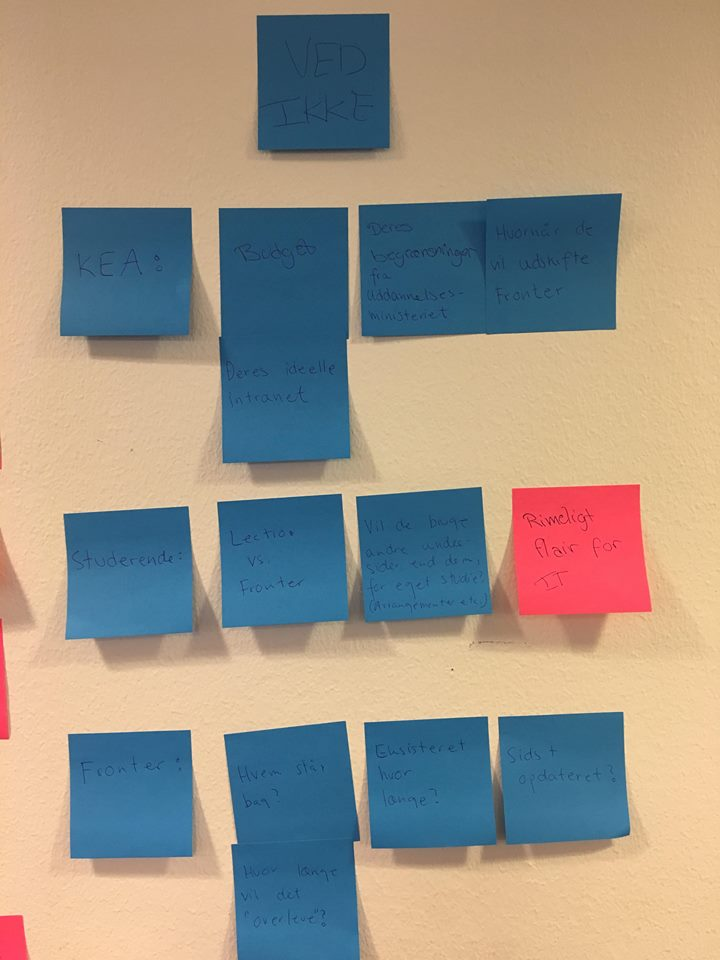 VED
IKKE
KEA:
Budget
Deres
begrænsninger
fra
uddannelses-
ministeriet
Hvornår de
vil udskifte
Fronter
Deres ideelle
intranet
Studerende:
Lectio
vs.
Fronter
Vil de bruge
andre under-
sider end dem,
for eget studie?
(Arrangementer etc.)
Rimeligt
flair for
IT
Fronter:
Hvem står
bag?
Eksisteret
hvor
længe?
Sidst
opdateret?
Hvor længe
vil det
"overleve"?